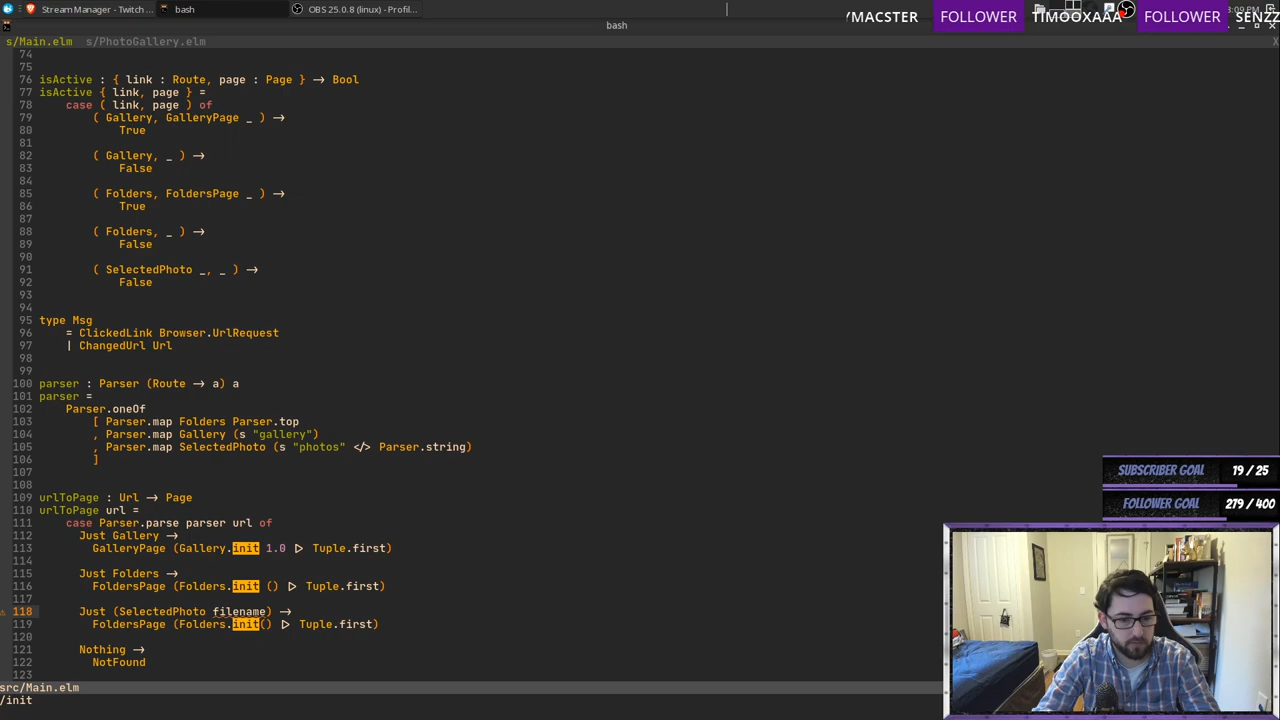 Stream Manager - Twitch ...
bash
OBS 25.0.8 (linux) - Profil...
bash
YMACSTER
FOLLOWER
TIMOOXAAA
FOLLOWER
SENZZ
s/Main.elm s/PhotoGallery.elm
X
74
75
76 isActive : { link : Route, page : Page } → Bool
77 isActive { link, page } =
78 case ( link, page ) of
79 ( Gallery, GalleryPage _ ) →
80 True
81
82 ( Gallery, _ ) →
83 False
84
85 ( Folders, FoldersPage _ ) →
86 True
87
88 ( Folders, _ ) →
89 False
90
91 ( SelectedPhoto _, _ ) →
92 False
93
94
95 type Msg
96 = ClickedLink Browser.UrlRequest
97 | ChangedUrl Url
98
99
100 parser : Parser (Route → a) a
101 parser =
102 Parser.oneOf
103 [ Parser.map Folders Parser.top
104 , Parser.map Gallery (s "gallery")
105 , Parser.map SelectedPhoto (s "photos" </> Parser.string)
106 ]
107
108
109 urlToPage : Url → Page
110 urlToPage url =
111 case Parser.parse parser url of
112 Just Gallery →
113 GalleryPage (Gallery.init 1.0 ▷ Tuple.first)
114
115 Just Folders →
116 FoldersPage (Folders.init () ▷ Tuple.first)
117
118 Just (SelectedPhoto filename) →
119 FoldersPage (Folders.init() ▷ Tuple.first)
120
121 Nothing →
122 NotFound
123
src/Main.elm
/init
SUBSCRIBER GOAL 19 / 25
FOLLOWER GOAL 279 / 400